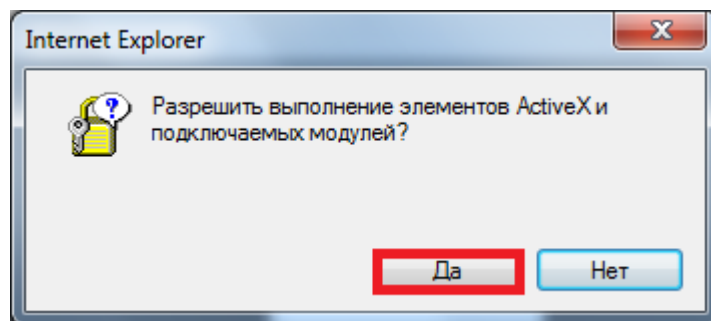 Internet Explorer
Разрешить выполнение элементов ActiveX и
подключаемых модулей?
Да
Нет